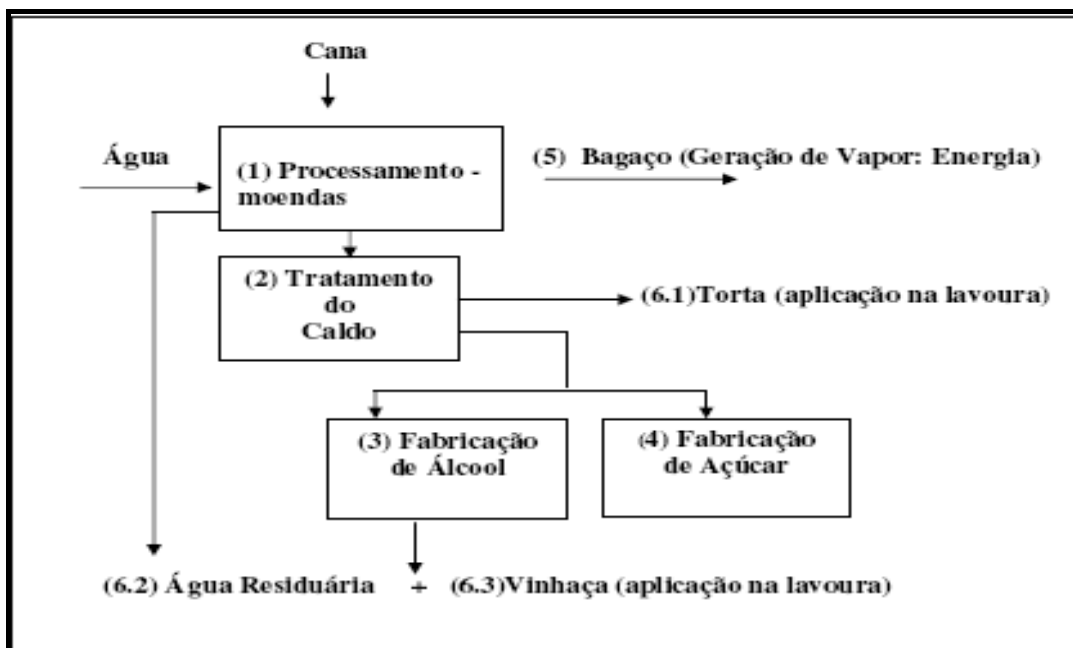 Cana
Água
(1) Processamento -
moendas
(5) Bagaço (Geração de Vapor: Energia)
(2) Tratamento
do
Caldo
(6.1)Torta (aplicação na lavoura)
(3) Fabricação
de Álcool
(4) Fabricação
de Açúcar
(6.2) Água Residuária + (6.3)Vinhaça (aplicação na lavoura)